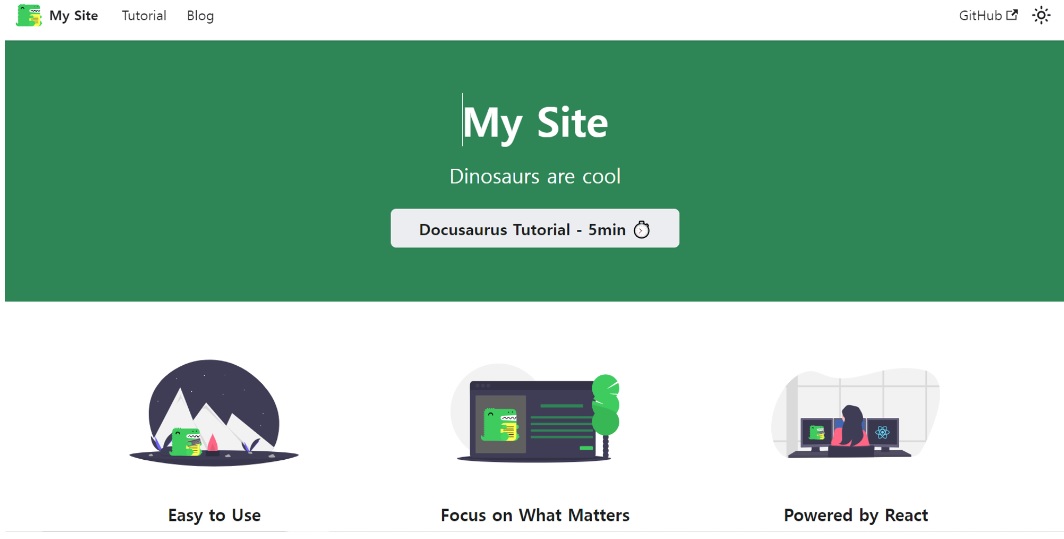 My Site Tutorial Blog GitHub
My Site
Dinosaurs are cool
Docusaurus Tutorial - 5min ⏱️
Easy to Use Focus on What Matters Powered by React